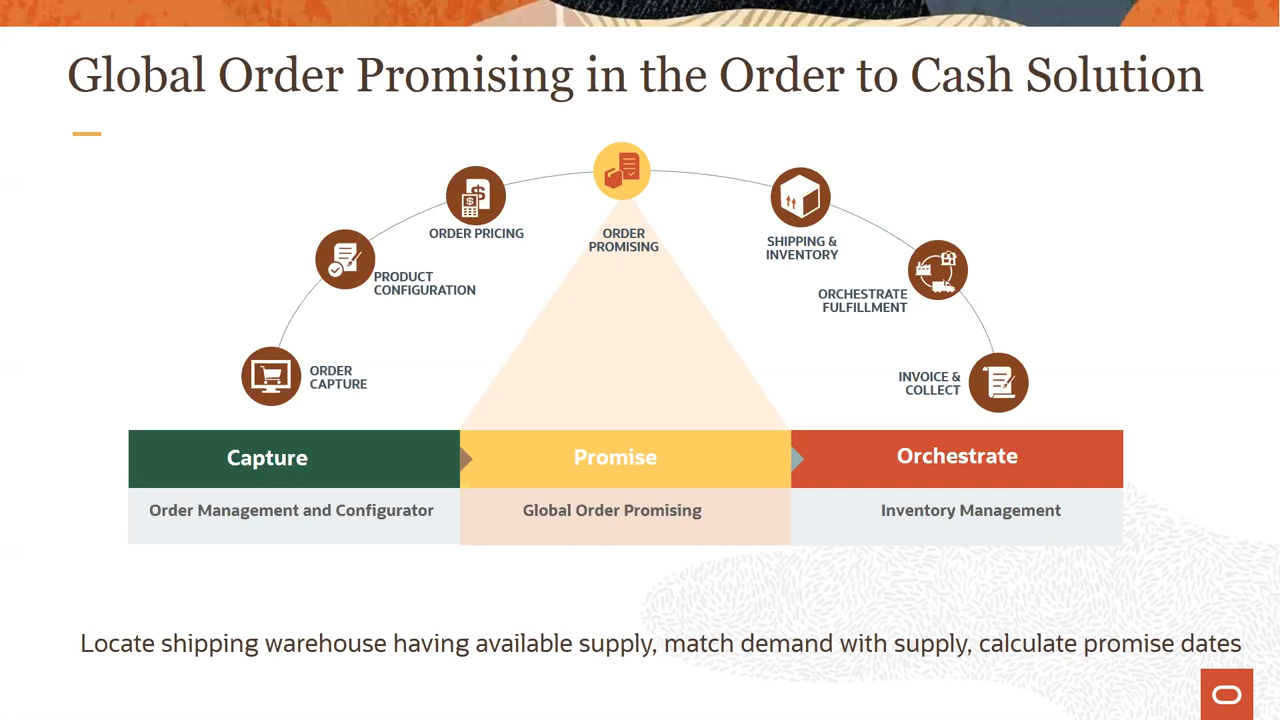 Global Order Promising in the Order to Cash Solution
ORDER
CAPTURE
PRODUCT
CONFIGURATION
ORDER PRICING
ORDER
PROMISING
SHIPPING &
INVENTORY
ORCHESTRATE
FULFILLMENT
INVOICE &
COLLECT
Capture
Promise
Orchestrate
Order Management and Configurator
Global Order Promising
Inventory Management
Locate shipping warehouse having available supply, match demand with supply, calculate promise dates